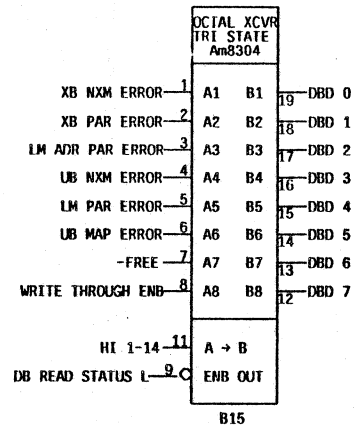 OCTAL XCVR
TRI STATE
Am8304
XB NXM ERROR 1 A1 B1 19 DBD 0
XB PAR ERROR 2 A2 B2 18 DBD 1
LM ADR PAR ERROR 3 A3 B3 17 DBD 2
UB NXM ERROR 4 A4 B4 16 DBD 3
LM PAR ERROR 5 A5 B5 15 DBD 4
UB MAP ERROR 6 A6 B6 14 DBD 5
-FREE 7 A7 B7 13 DBD 6
WRITE THROUGH ENB 8 A8 B8 12 DBD 7
HI 1-14 11 A → B
DB READ STATUS L 9 ENB OUT
B15